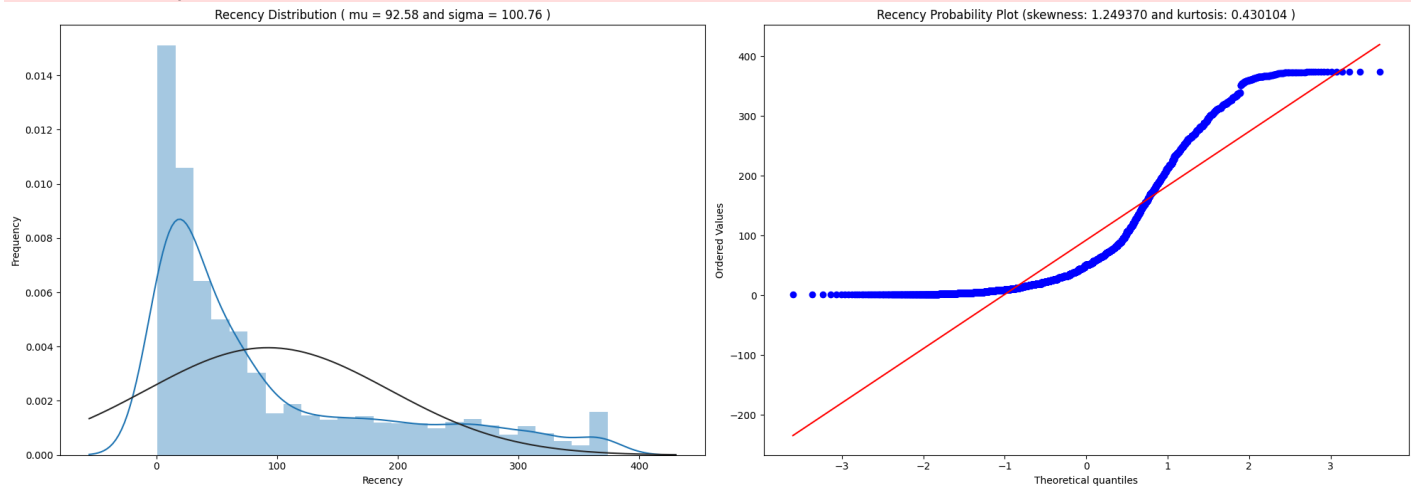 Recency Distribution ( mu = 92.58 and sigma = 100.76 )
Frequency
0.014
0.012
0.010
0.008
0.006
0.004
0.002
0.000
0 100 200 300 400
Recency
Recency Probability Plot (skewness: 1.249370 and kurtosis: 0.430104 )
Ordered Values
400
300
200
100
0
−100
−200
−3 −2 −1 0 1 2 3
Theoretical quantiles